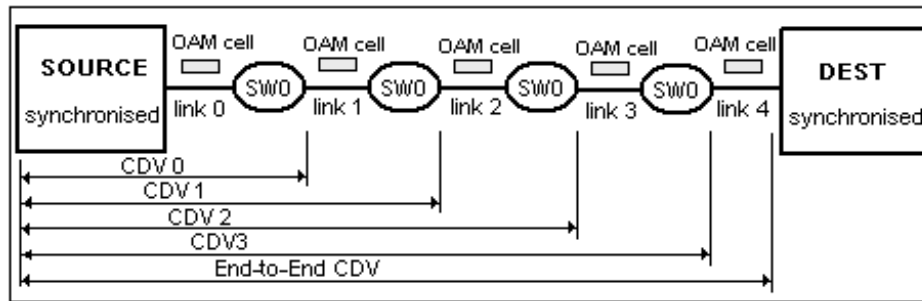 OAM cell OAM cell OAM cell OAM cell OAM cell
SOURCE SW0 SW0 SW0 SW0 DEST
synchronised link 0 link 1 link 2 link 3 link 4 synchronised
CDV 0
CDV 1
CDV 2
CDV3
End-to-End CDV